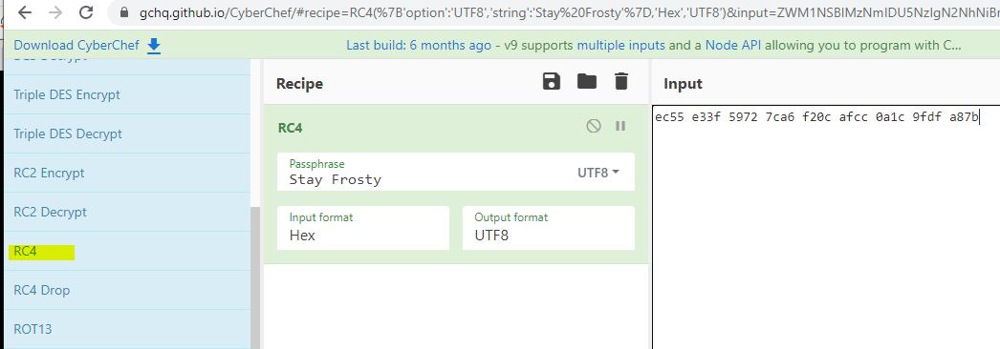 gchq.github.io/CyberChef/#recipe=RC4(%7B'option':'UTF8','string':'Stay%20Frosty'%7D,'Hex','UTF8')&input=ZWM1NSBlMzNmIDU5NzIgN2NhNiBm
Download CyberChef
Last build: 6 months ago - v9 supports multiple inputs and a Node API allowing you to program with C...
Triple DES Encrypt
Triple DES Decrypt
RC2 Encrypt
RC2 Decrypt
RC4
RC4 Drop
ROT13
Recipe
RC4
Passphrase
Stay Frosty
UTF8
Input format
Hex
Output format
UTF8
Input
ec55 e33f 5972 7ca6 f20c afcc 0a1c 9fdf a87b